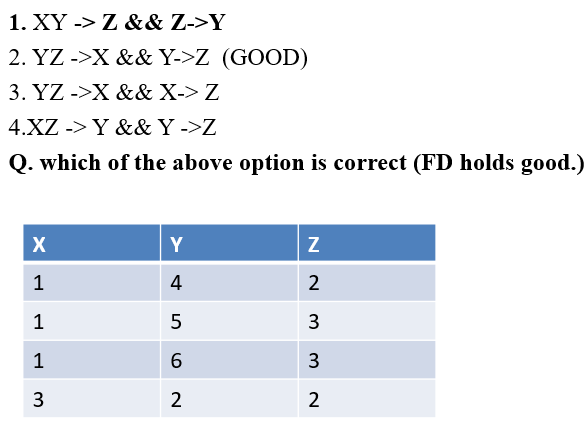 1. XY -> Z && Z->Y
2. YZ ->X && Y->Z (GOOD)
3. YZ ->X && X-> Z
4.XZ -> Y && Y ->Z
Q. which of the above option is correct (FD holds good.)
X Y Z
1 4 2
1 5 3
1 6 3
3 2 2